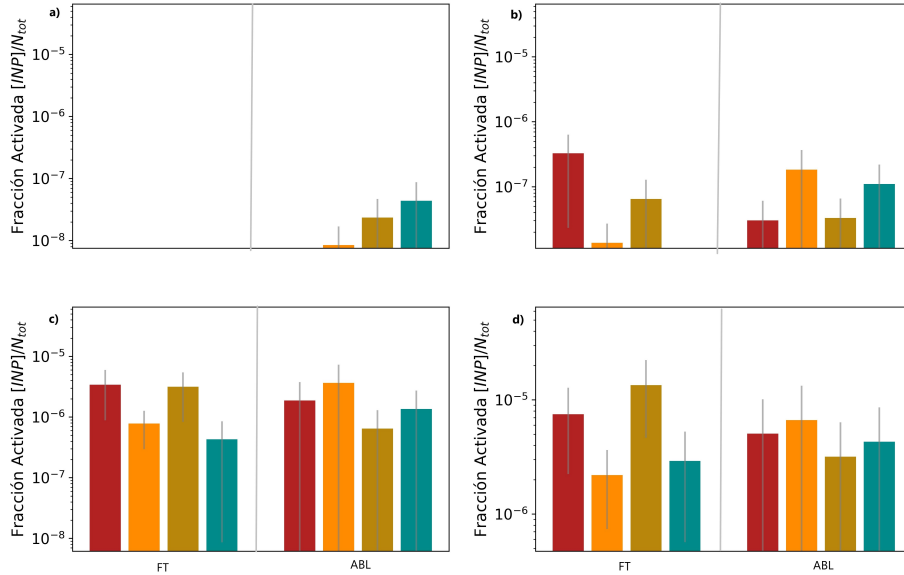 a)
Fracción Activada [INP]/N_tot
10⁻⁵
10⁻⁶
10⁻⁷
10⁻⁸
b)
Fracción Activada [INP]/N_tot
10⁻⁵
10⁻⁶
10⁻⁷
c)
Fracción Activada [INP]/N_tot
10⁻⁵
10⁻⁶
10⁻⁷
10⁻⁸
FT
ABL
d)
Fracción Activada [INP]/N_tot
10⁻⁵
10⁻⁶
FT
ABL